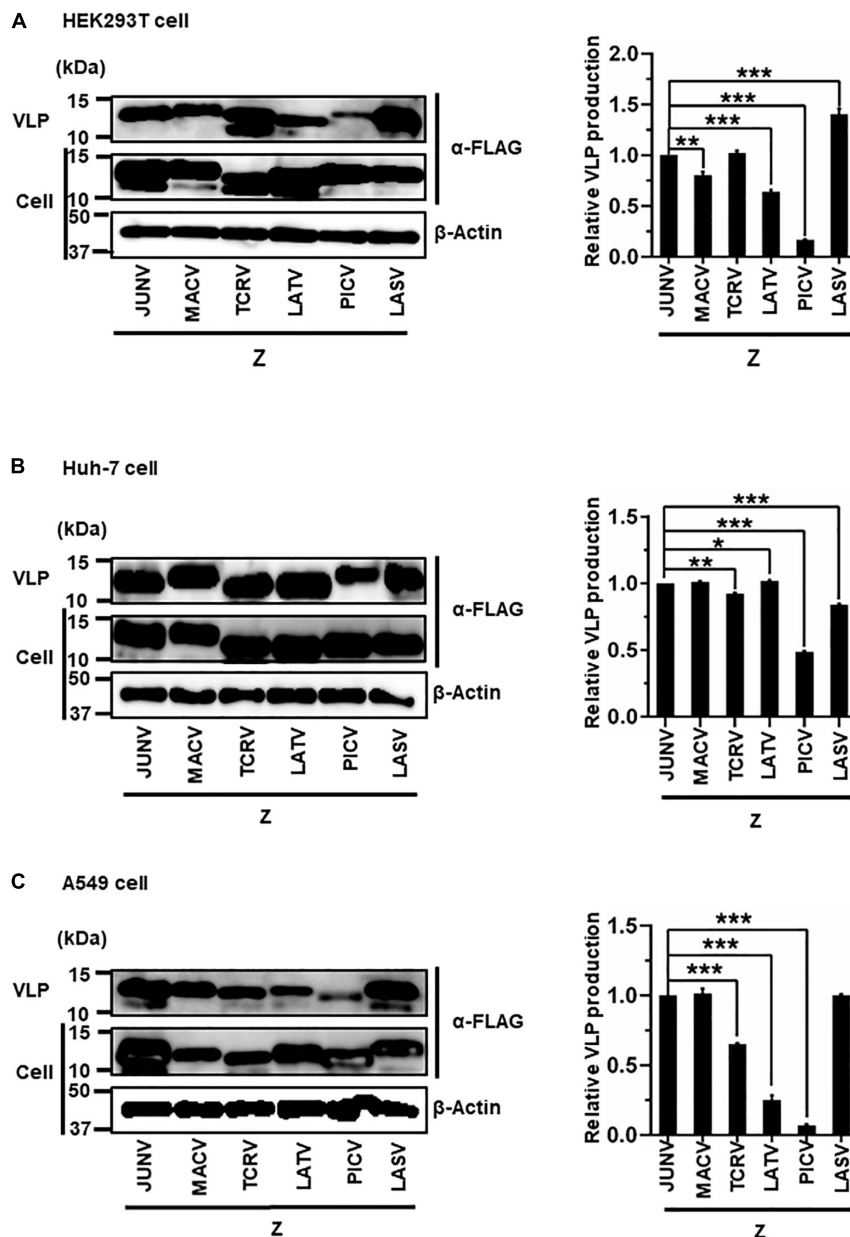 A HEK293T cell
(kDa)
VLP
15
10
Cell
15
10
50
37
α-FLAG
β-Actin
JUNV
MACV
TCRV
LATV
PICV
LASV
Z
Relative VLP production
2.0
1.5
1.0
0.5
0.0
***
***
***
**
JUNV
MACV
TCRV
LATV
PICV
LASV
Z
B Huh-7 cell
(kDa)
VLP
15
10
Cell
15
10
50
37
α-FLAG
β-Actin
JUNV
MACV
TCRV
LATV
PICV
LASV
Z
Relative VLP production
1.5
1.0
0.5
0.0
***
***
*
**
JUNV
MACV
TCRV
LATV
PICV
LASV
Z
C A549 cell
(kDa)
VLP
15
10
Cell
15
10
50
37
α-FLAG
β-Actin
JUNV
MACV
TCRV
LATV
PICV
LASV
Z
Relative VLP production
1.5
1.0
0.5
0.0
***
***
***
JUNV
MACV
TCRV
LATV
PICV
LASV
Z